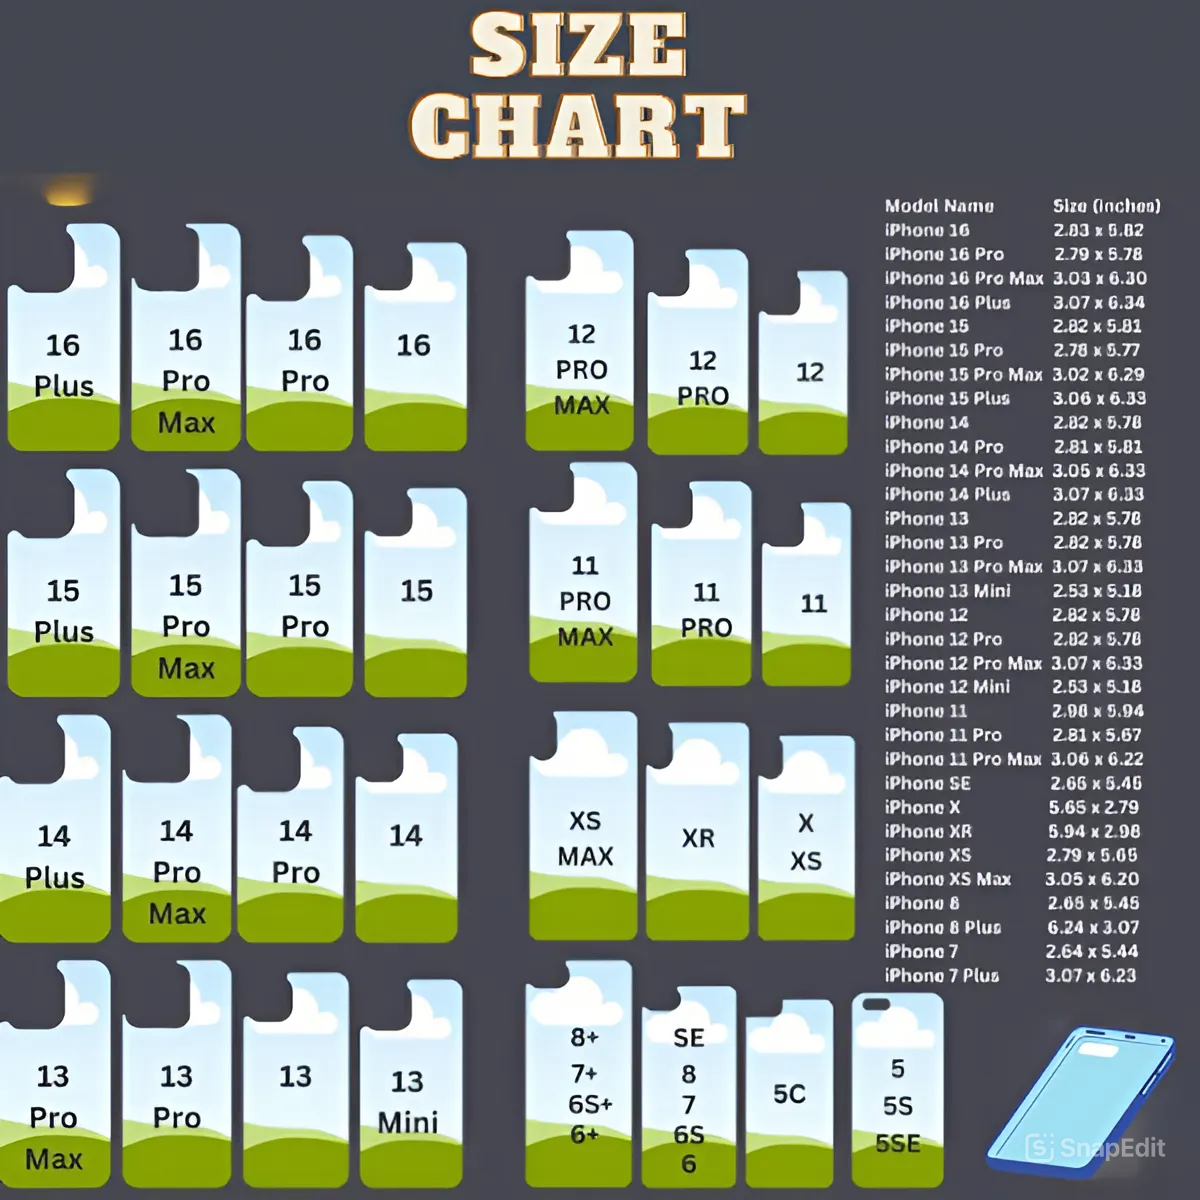 SIZE
CHART
16
Plus
16
Pro
Max
16
Pro
16
12
PRO
MAX
12
PRO
12
15
Plus
15
Pro
Max
15
Pro
15
11
PRO
MAX
11
PRO
11
14
Plus
14
Pro
Max
14
Pro
14
XS
MAX
XR
X
XS
13
Pro
Max
13
Pro
13
13
Mini
8+
7+
6S+
6+
SE
8
7
6S
6
5C
5
5S
5SE
Model Name Size (Inches)
iPhone 16 2.83 x 5.82
iPhone 16 Pro 2.79 x 5.78
iPhone 16 Pro Max 3.03 x 6.30
iPhone 16 Plus 3.07 x 6.34
iPhone 15 2.82 x 5.81
iPhone 15 Pro 2.78 x 5.77
iPhone 15 Pro Max 3.02 x 6.29
iPhone 15 Plus 3.06 x 6.33
iPhone 14 2.82 x 5.78
iPhone 14 Pro 2.81 x 5.81
iPhone 14 Pro Max 3.05 x 6.33
iPhone 14 Plus 3.07 x 6.33
iPhone 13 2.82 x 5.78
iPhone 13 Pro 2.82 x 5.78
iPhone 13 Pro Max 3.07 x 6.33
iPhone 13 Mini 2.53 x 5.18
iPhone 12 2.82 x 5.78
iPhone 12 Pro 2.82 x 5.78
iPhone 12 Pro Max 3.07 x 6.33
iPhone 12 Mini 2.53 x 5.18
iPhone 11 2.98 x 5.94
iPhone 11 Pro 2.81 x 5.67
iPhone 11 Pro Max 3.06 x 6.22
iPhone SE 2.65 x 5.45
iPhone X 5.65 x 2.79
iPhone XR 5.94 x 2.98
iPhone XS 2.79 x 5.65
iPhone XS Max 3.05 x 6.20
iPhone 8 2.65 x 5.45
iPhone 8 Plus 6.24 x 3.07
iPhone 7 2.64 x 5.44
iPhone 7 Plus 3.07 x 6.23
SnapEdit